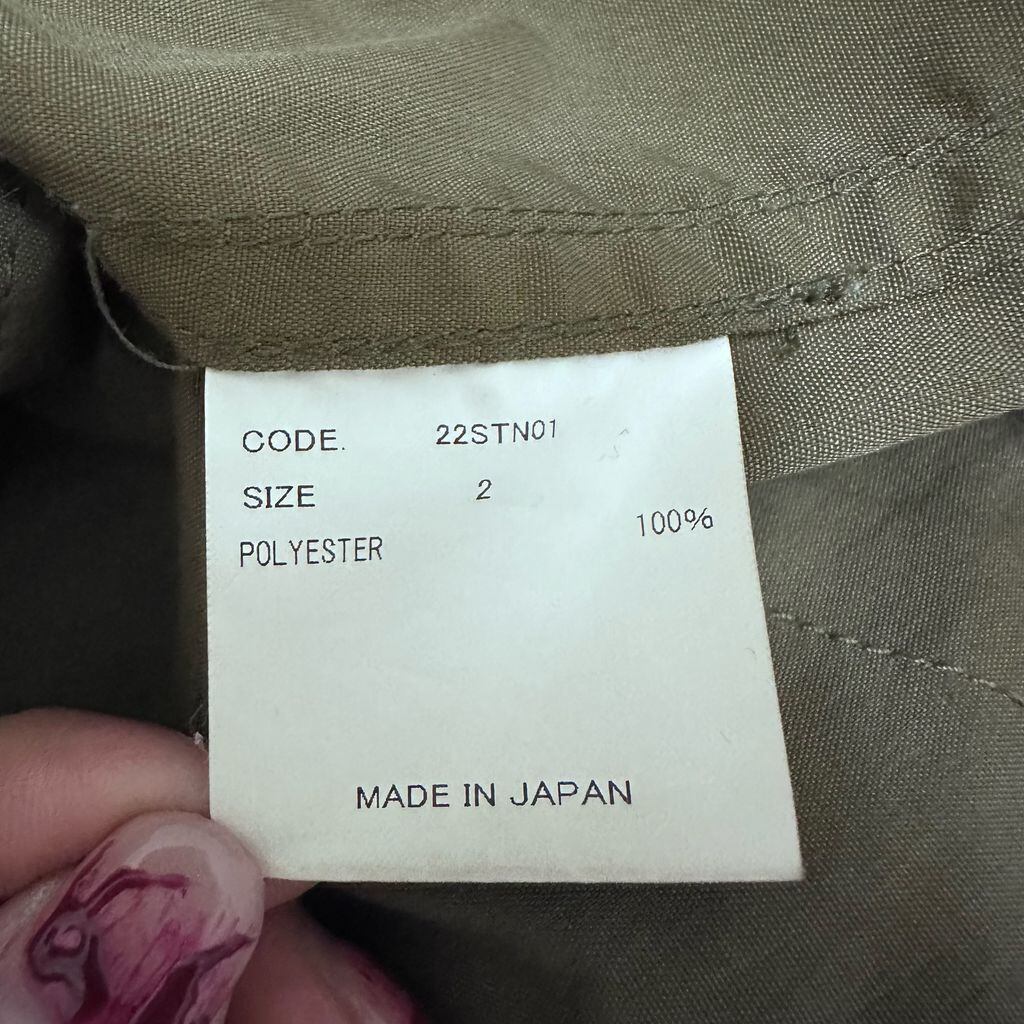 CODE. 22STN01
SIZE 2
POLYESTER 100%
MADE IN JAPAN